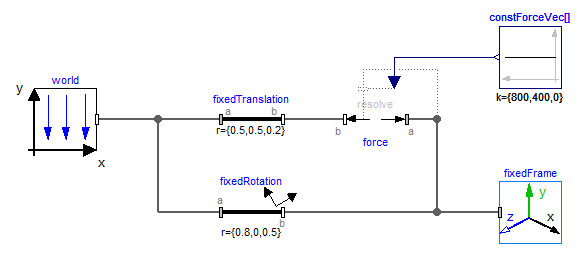 constForceVec[]
world
y
x
fixedTranslation
a b
r={0.5,0.5,0.2}
resolve
b a
force
k={800,400,0}
fixedRotation
a
b
r={0.8,0,0.5}
fixedFrame
y
z x